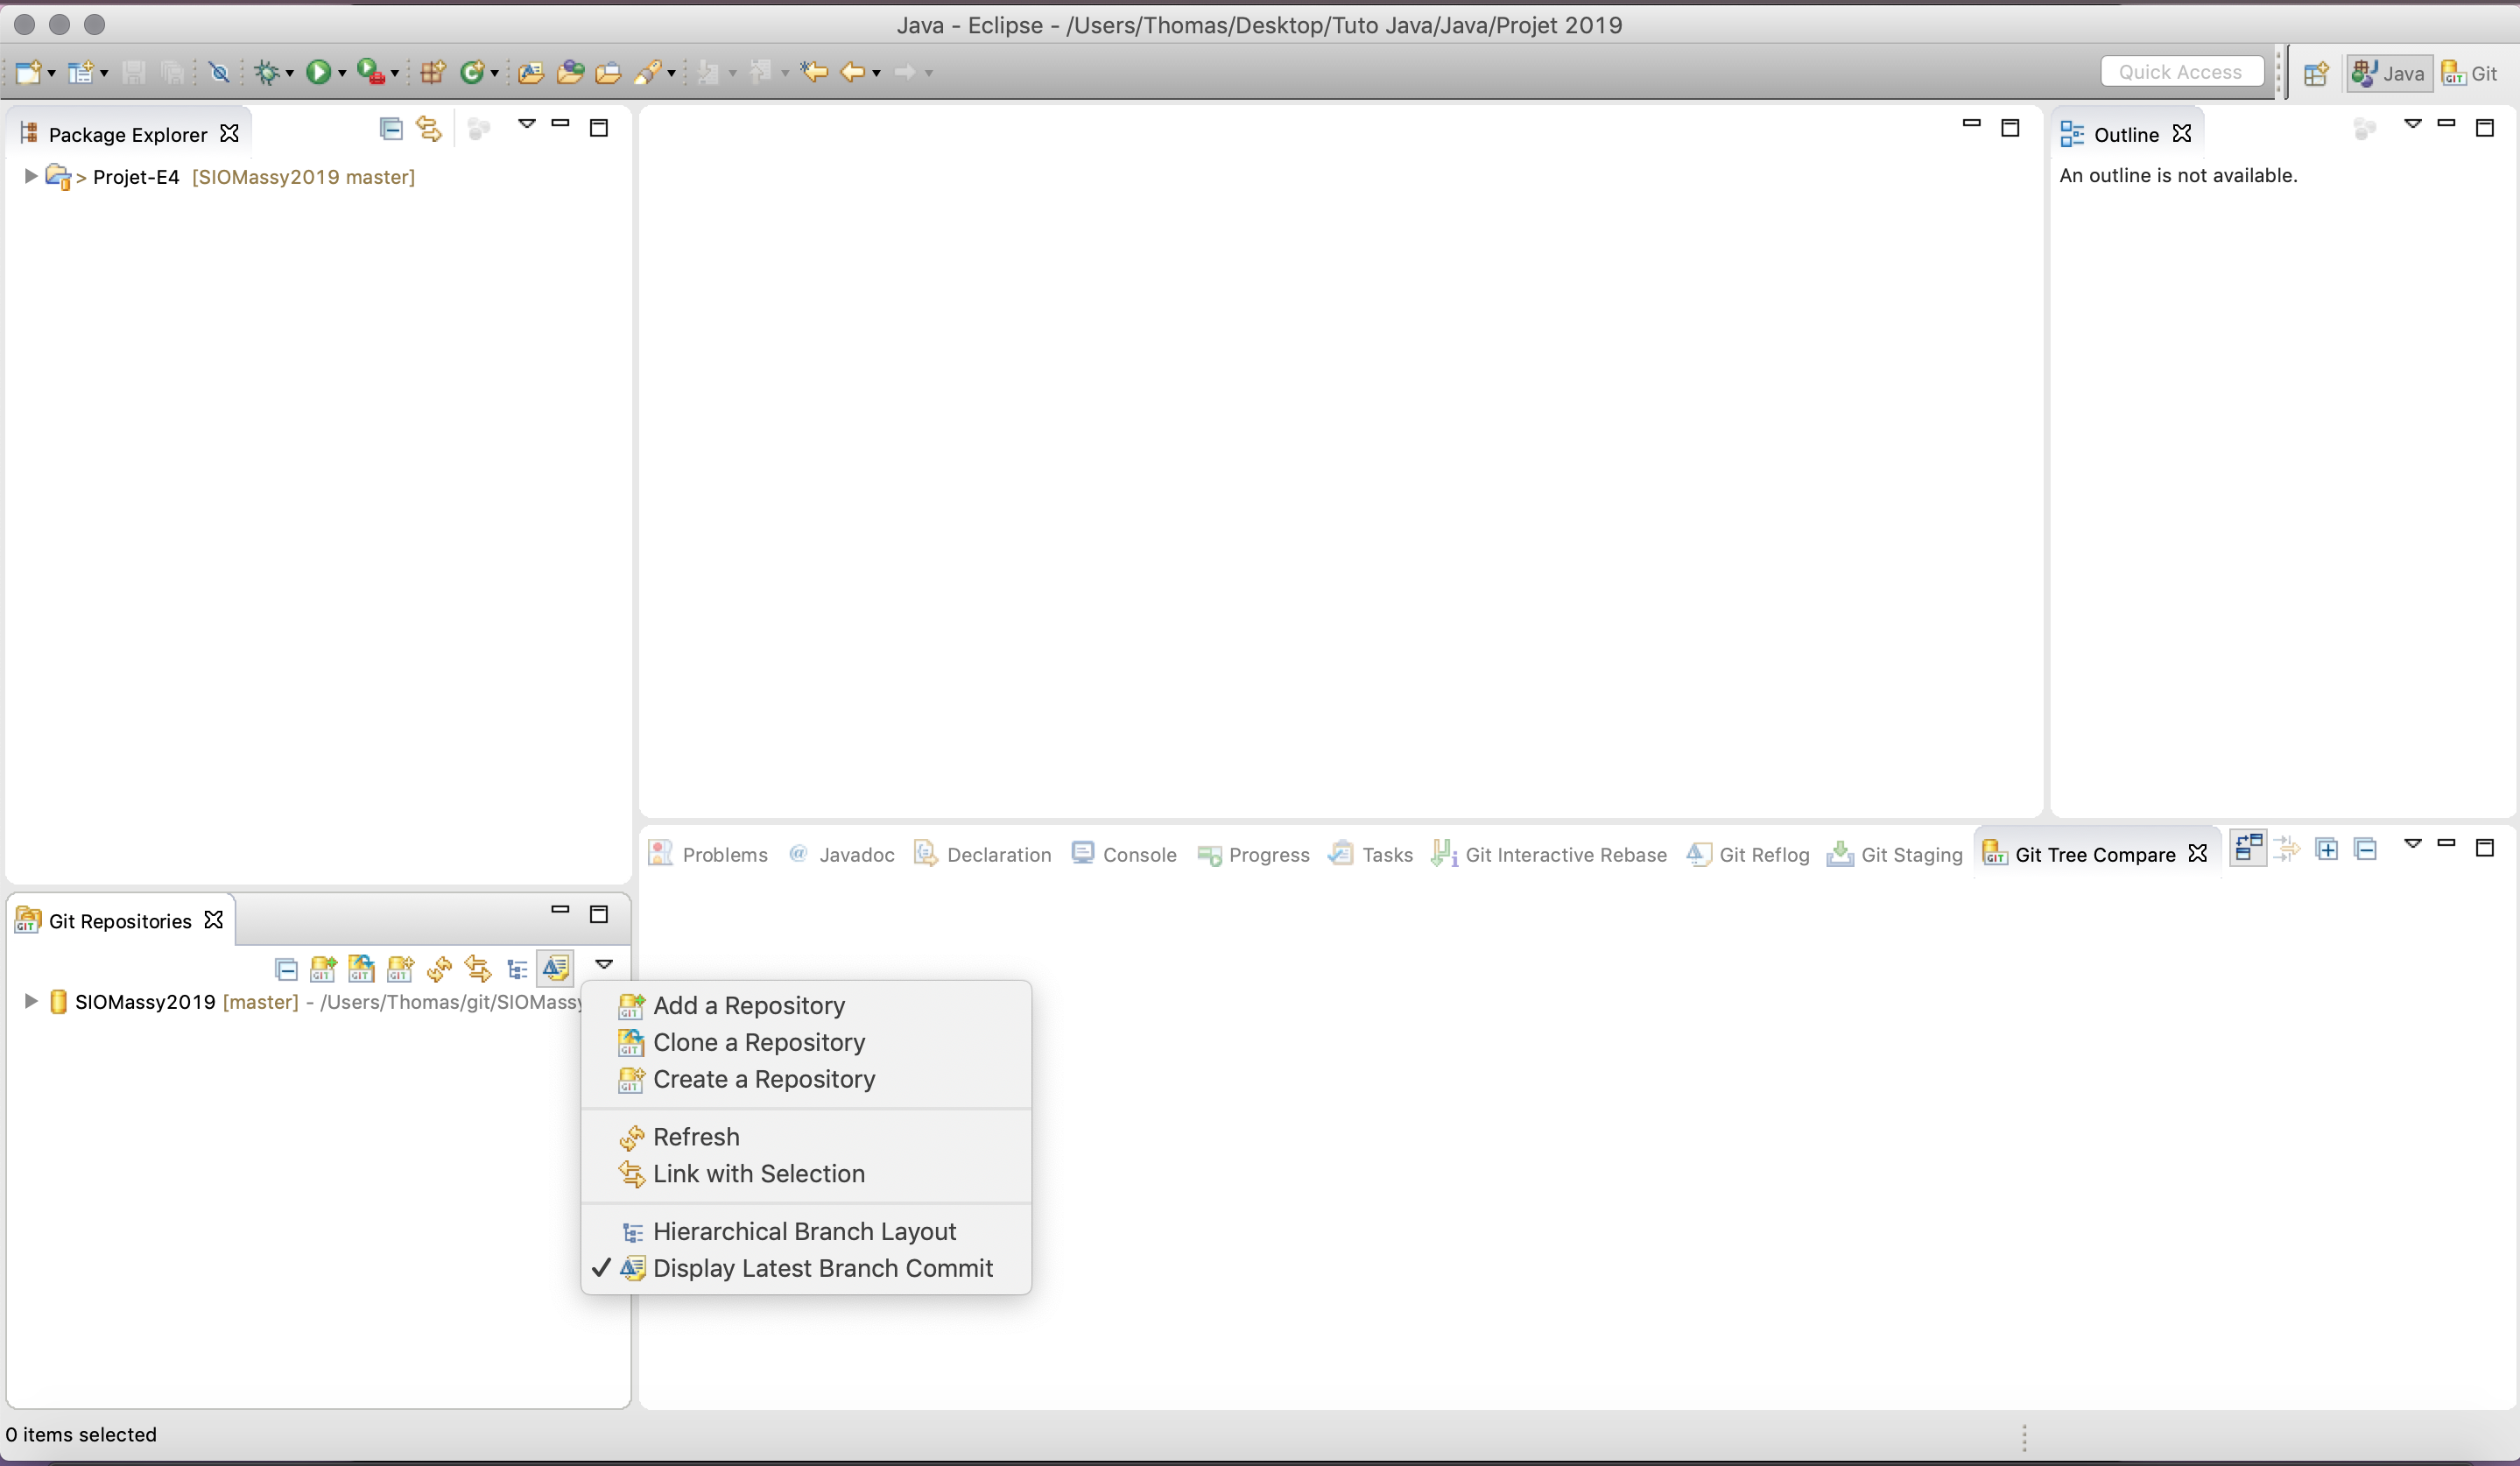 Java - Eclipse - /Users/Thomas/Desktop/Tuto Java/Java/Projet 2019
Quick Access
Java
Git
Package Explorer
> Projet-E4 [SIOMassy2019 master]
Outline
An outline is not available.
Problems
Javadoc
Declaration
Console
Progress
Tasks
Git Interactive Rebase
Git Reflog
Git Staging
Git Tree Compare
Git Repositories
SIOMassy2019 [master] - /Users/Thomas/git/SIOMassy
Add a Repository
Clone a Repository
Create a Repository
Refresh
Link with Selection
Hierarchical Branch Layout
Display Latest Branch Commit
0 items selected